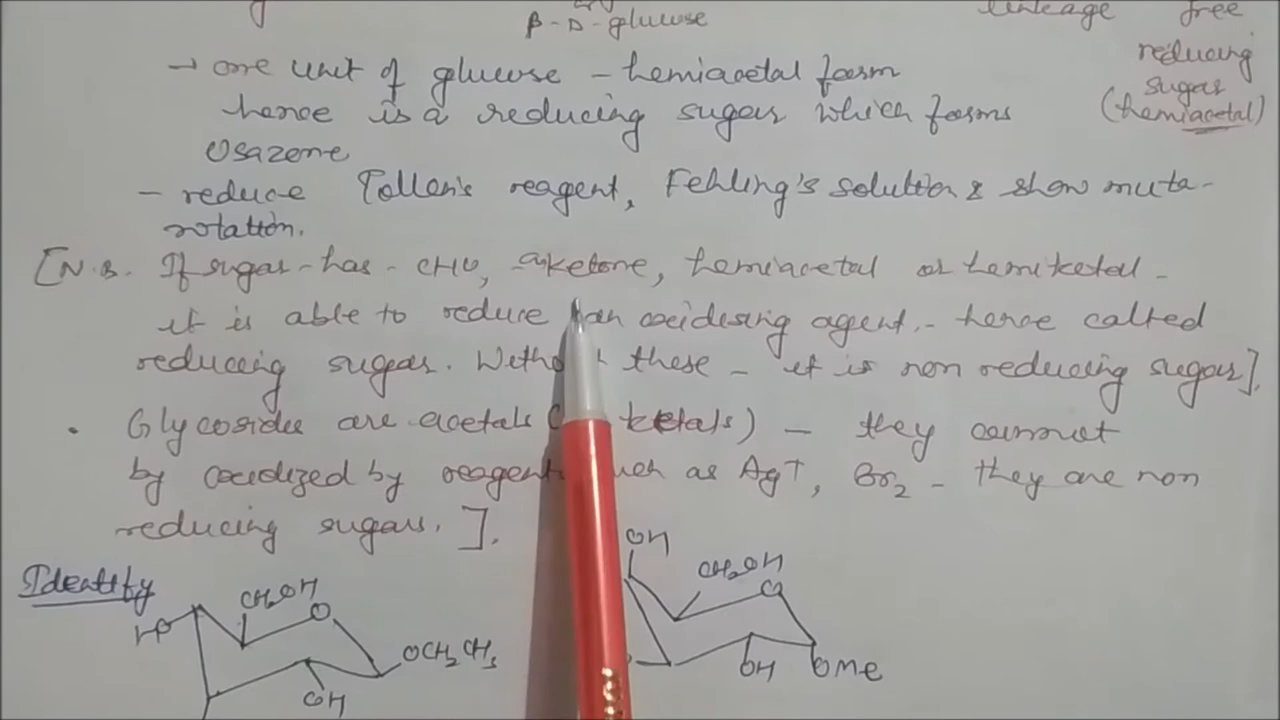 β-D-glucose
linkage free
reducing
sugar
(hemiacetal)
→ one unit of glucose - hemiacetal form
hence is a reducing sugar which forms
Osazone
- reduce Tollen's reagent, Fehling's solution & show muta-
rotation.
[N.B. If sugar has - CHO, -α ketone, hemiacetal or hemiketal -
it is able to reduce an oxidising agent. - hence called
reducing sugar. Without these - it is non reducing sugar].
• Glycosides are acetals ( ketals) - they cannot
by oxidized by reagents such as Ag+, Br2 - they are non
reducing sugars. ].
Identify
HO
CH2OH
O
OCH2CH3
OH
OH
CH2OH
O
OH
OMe